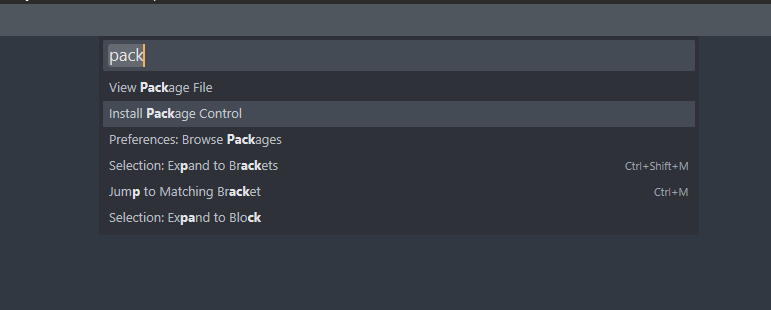 pack
View Package File
Install Package Control
Preferences: Browse Packages
Selection: Expand to Brackets Ctrl+Shift+M
Jump to Matching Bracket Ctrl+M
Selection: Expand to Block